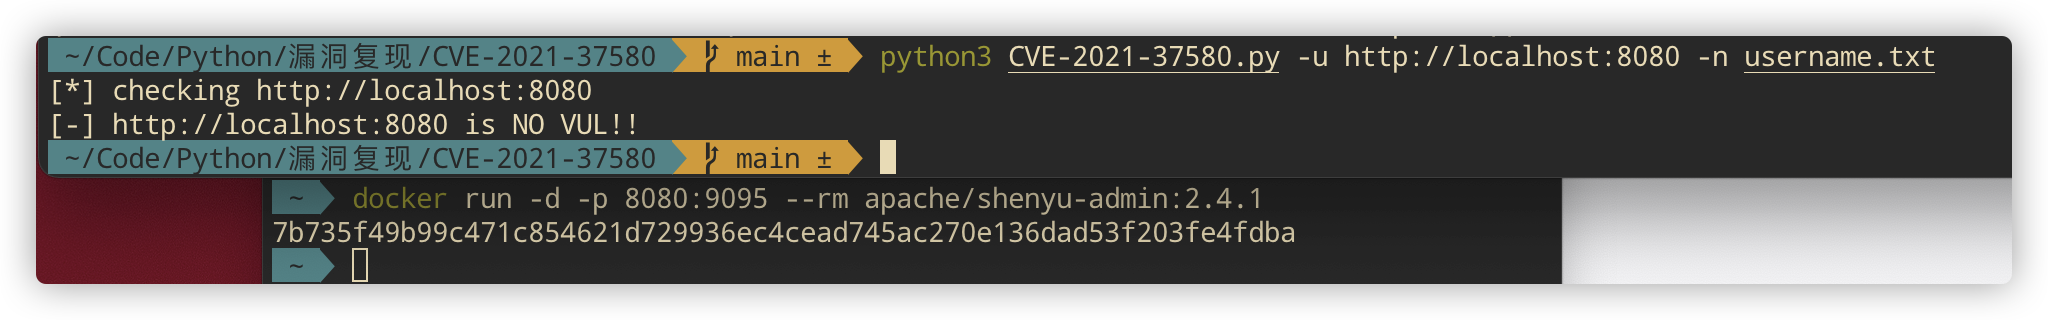 ~/Code/Python/漏洞复现/CVE-2021-37580 main ± python3 CVE-2021-37580.py -u http://localhost:8080 -n username.txt
[*] checking http://localhost:8080
[-] http://localhost:8080 is NO VUL!!
~/Code/Python/漏洞复现/CVE-2021-37580 main ±
~ docker run -d -p 8080:9095 --rm apache/shenyu-admin:2.4.1
7b735f49b99c471c854621d729936ec4cead745ac270e136dad53f203fe4fdba
~